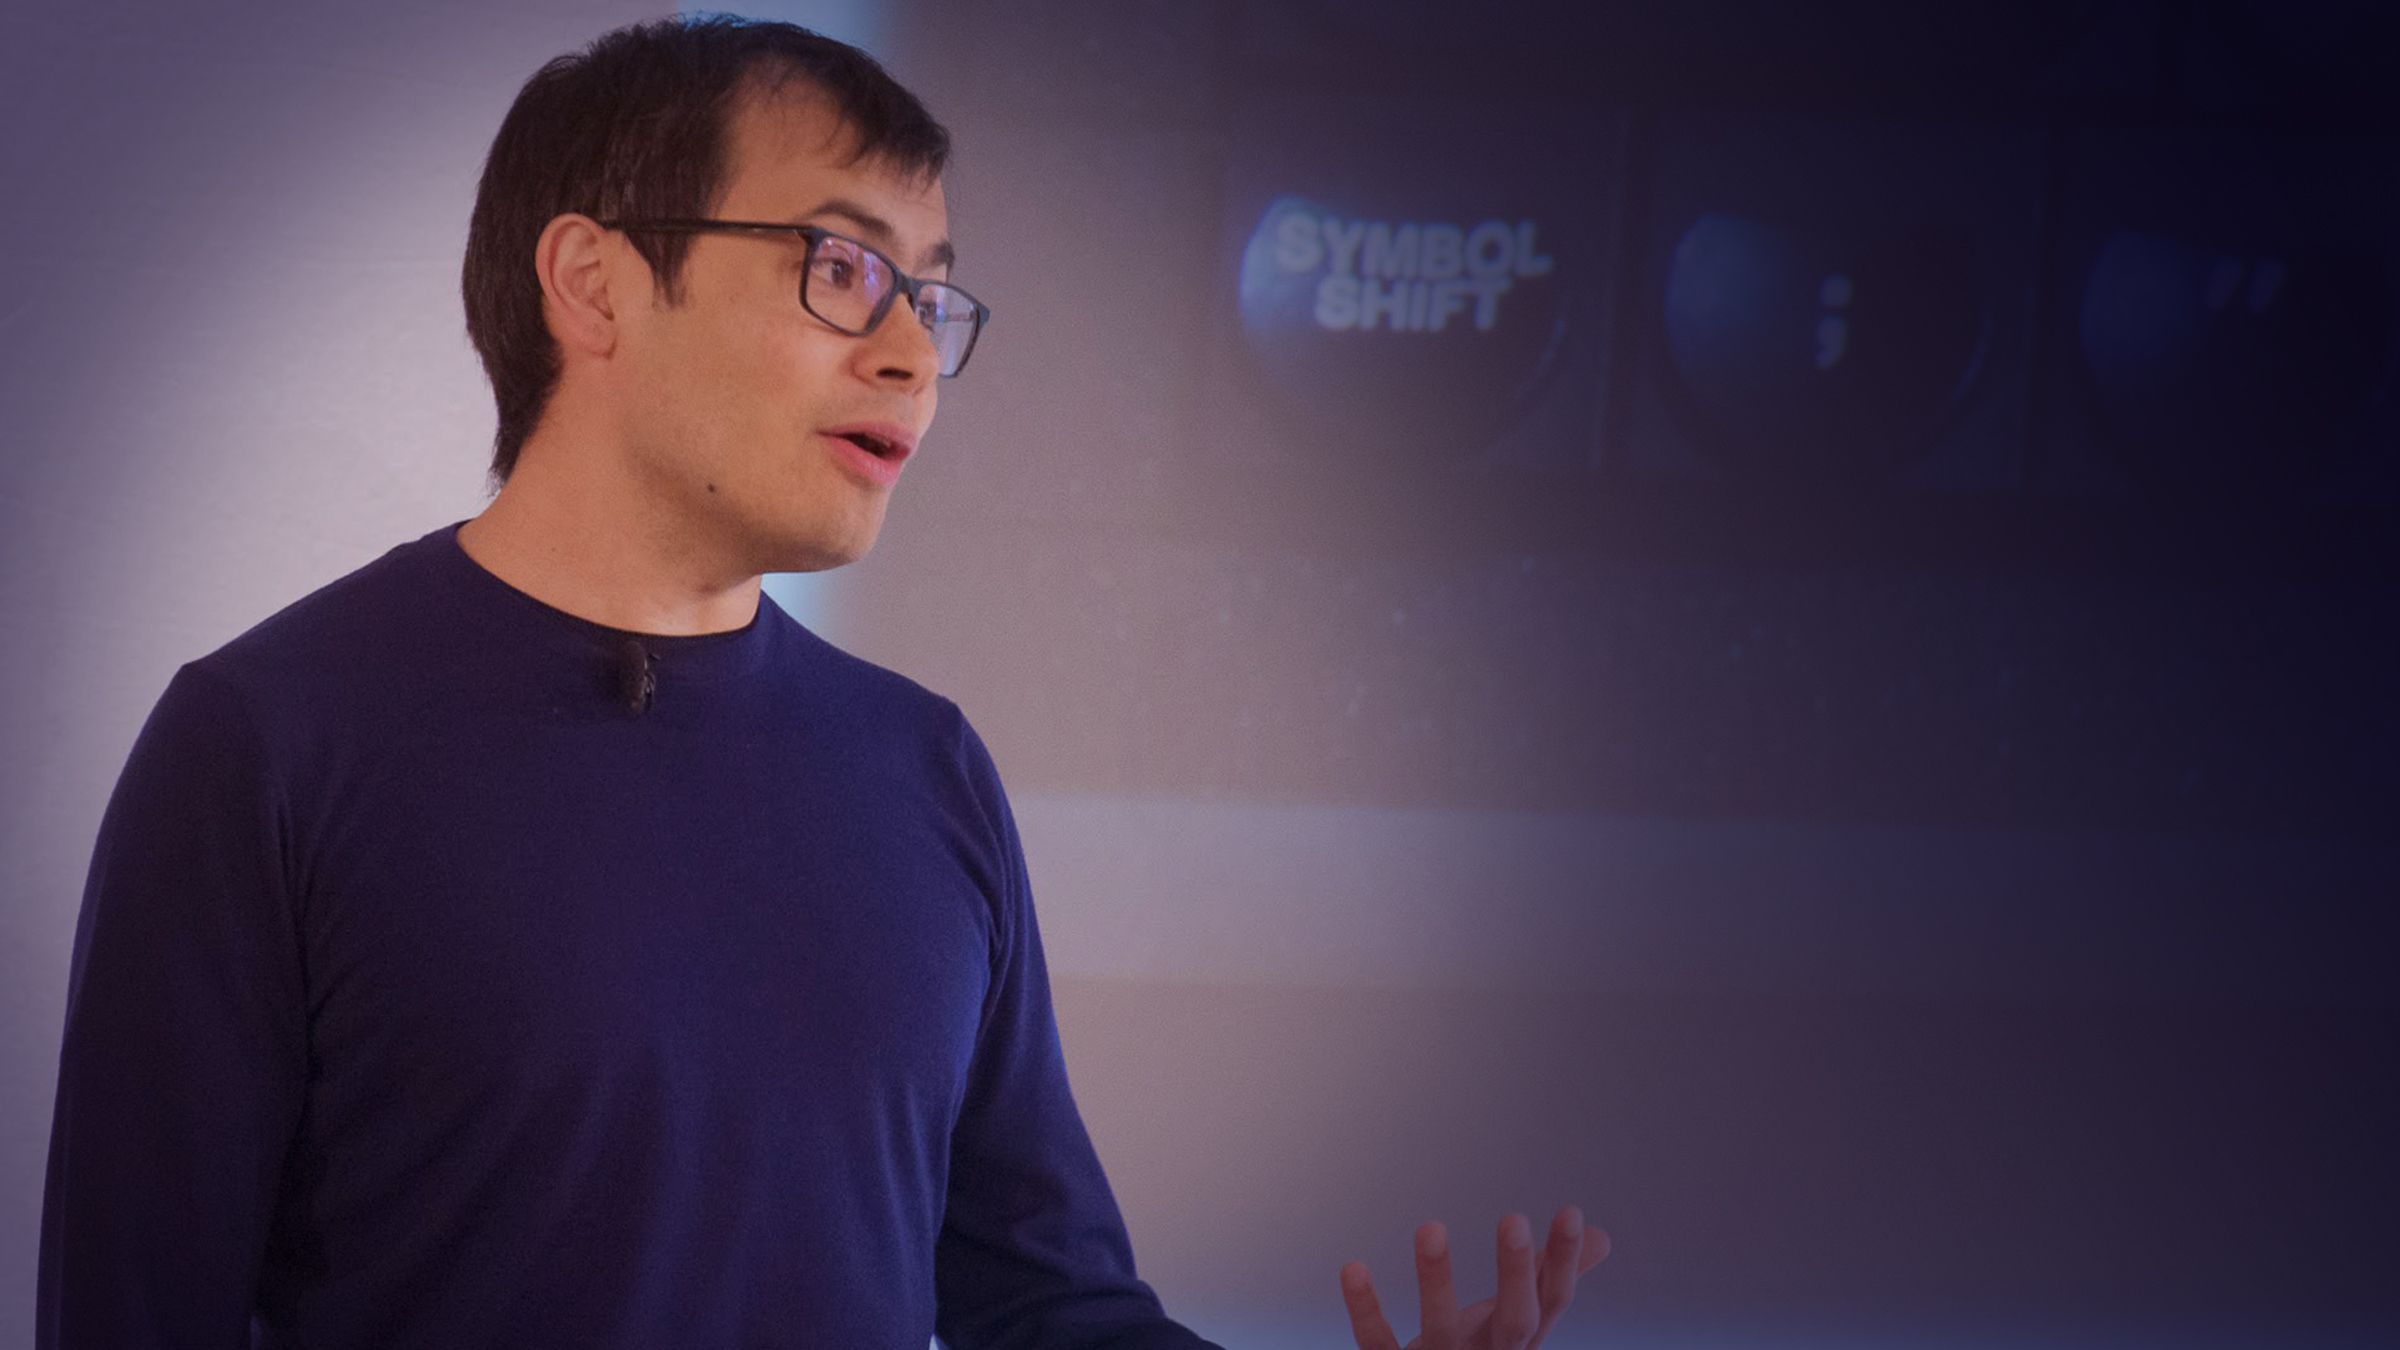 SYMBOL
SHIFT
;
"